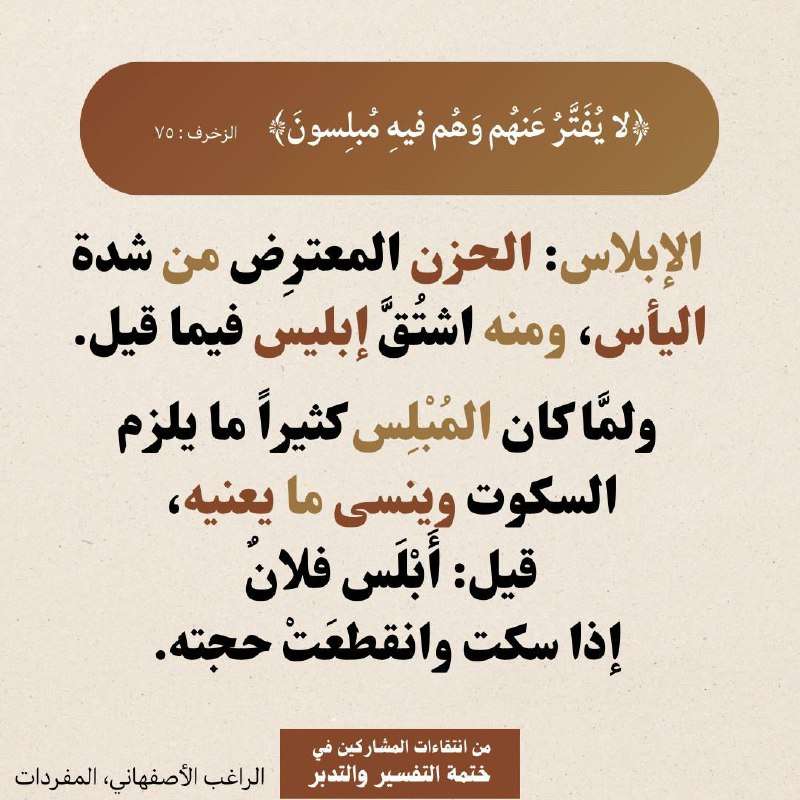 ﴿لا يُفَتَّرُ عَنهُم وَهُم فيهِ مُبلِسونَ﴾ الزخرف : ٧٥
الإبلاس: الحزن المعترِض من شدة
اليأس، ومنه اشتُقَّ إبليس فيما قيل.
ولمَّا كان المُبْلِس كثيراً ما يلزم
السكوت وينسى ما يعنيه،
قيل: أَبْلَس فلانٌ
إذا سكت وانقطعَتْ حجته.
من انتقاءات المشاركين في
ختمة التفسير والتدبر
الراغب الأصفهاني، المفردات